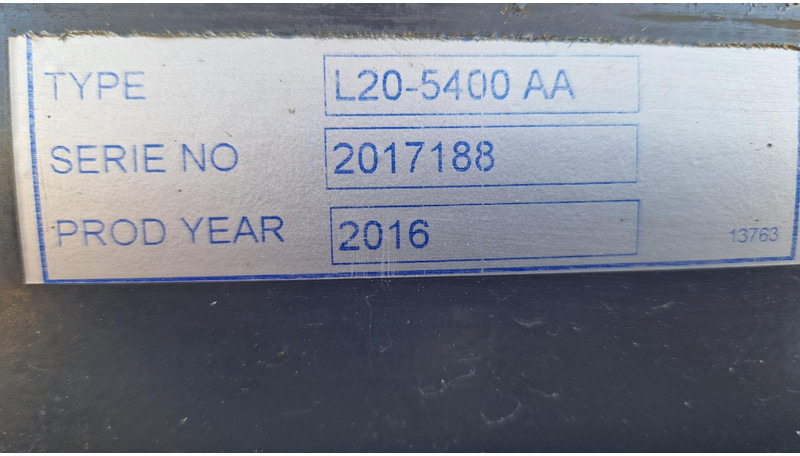 TYPE L20-5400 AA
SERIE NO 2017188
PROD YEAR 2016
13763